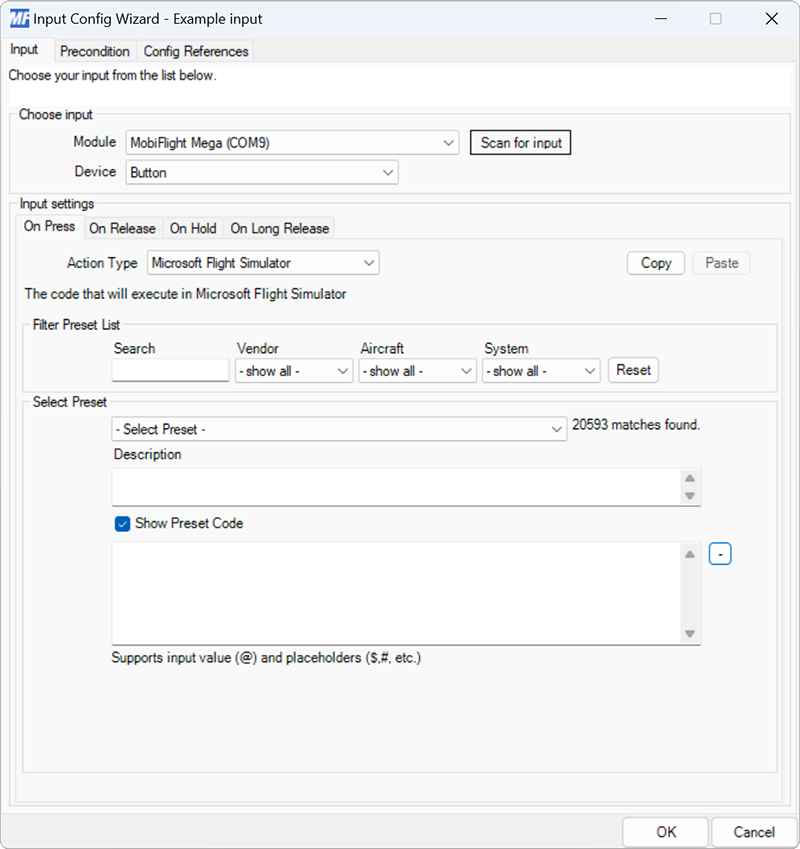 MF Input Config Wizard - Example input
Input Precondition Config References
Choose your input from the list below.
Choose input
Module MobiFlight Mega (COM9) Scan for input
Device Button
Input settings
On Press On Release On Hold On Long Release
Action Type Microsoft Flight Simulator Copy Paste
The code that will execute in Microsoft Flight Simulator
Filter Preset List
Search Vendor Aircraft System
- show all - - show all - - show all - Reset
Select Preset
- Select Preset - 20593 matches found.
Description
Show Preset Code
-
Supports input value (@) and placeholders ($,#, etc.)
OK Cancel